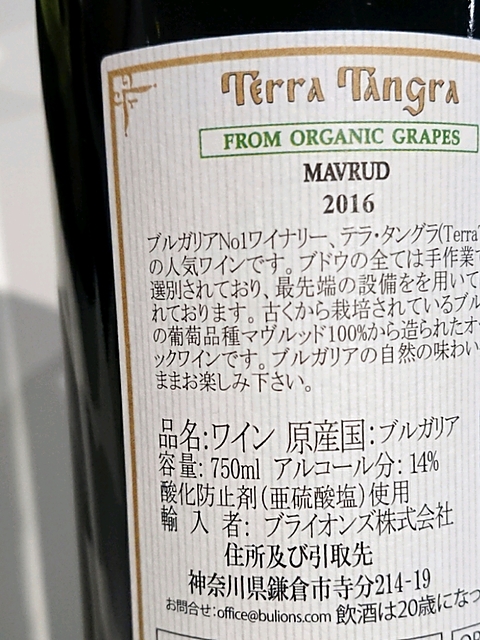 Terra Tangra
FROM ORGANIC GRAPES
MAVRUD
2016
ブルガリアNo1ワイナリー、テラ・タングラ(Terra
の人気ワインです。ブドウの全ては手作業
選別されており、最先端の設備をを用いて
れております。古くから栽培されているブル
の葡萄品種マヴルッド100%から造られたオ
ックワインです。ブルガリアの自然の味わい
ままお楽しみ下さい。
品名:ワイン 原産国:ブルガリア
容量:750ml アルコール分:14%
酸化防止剤(亜硫酸塩)使用
輸入者:ブライオンズ株式会社
住所及び引取先
神奈川県鎌倉市寺分214-19
お問合せ:office@bulions.com 飲酒は20歳になっ